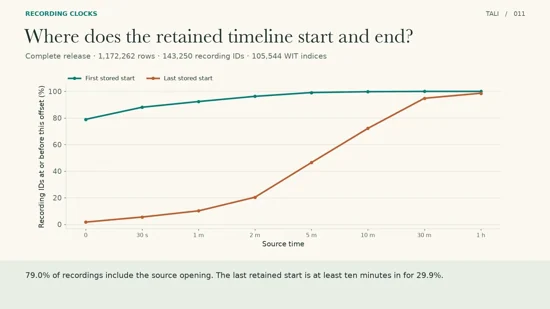 RECORDING CLOCKS
TALI / 011
Where does the retained timeline start and end?
Complete release · 1,172,262 rows · 143,250 recording IDs · 105,544 WIT indices
First stored start
Last stored start
Recording IDs at or before this offset (%)
100
80
60
40
20
0
0
30 s
1 m
2 m
5 m
10 m
30 m
1 h
Source time
79.0% of recordings include the source opening. The last retained start is at least ten minutes in for 29.9%.